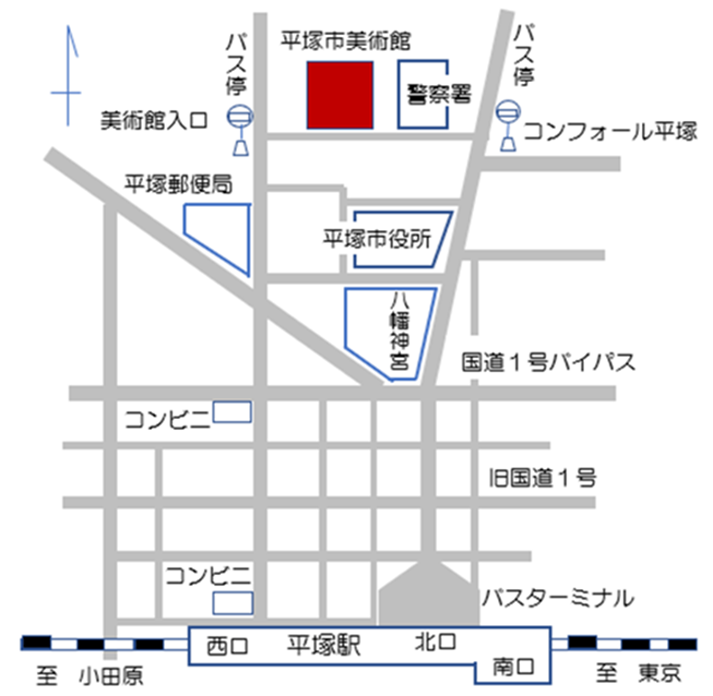 バス停
平塚市美術館
バス停
警察署
美術館入口
コンフォール平塚
平塚郵便局
平塚市役所
八幡神宮
国道1号バイパス
コンビニ
旧国道1号
コンビニ
バスターミナル
西口
平塚駅
北口
南口
至 小田原
至 東京